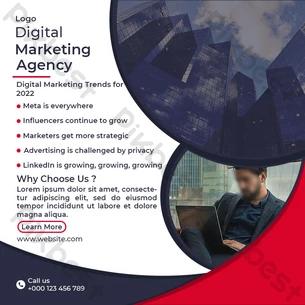 Logo
Digital
Marketing
Agency
Digital Marketing Trends for
2022
Meta is everywhere
Influencers continue to grow
Marketers get more strategic
Advertising is challenged by privacy
LinkedIn is growing, growing, growing
Why Choose Us ?
Lorem ipsum dolor sit amet, consecte-
tur adipiscing elit, sed do eiusmod
tempor incididunt ut labore et dolore
magna aliqua.
Learn More
www.website.com
Call us
+000 123 456 789